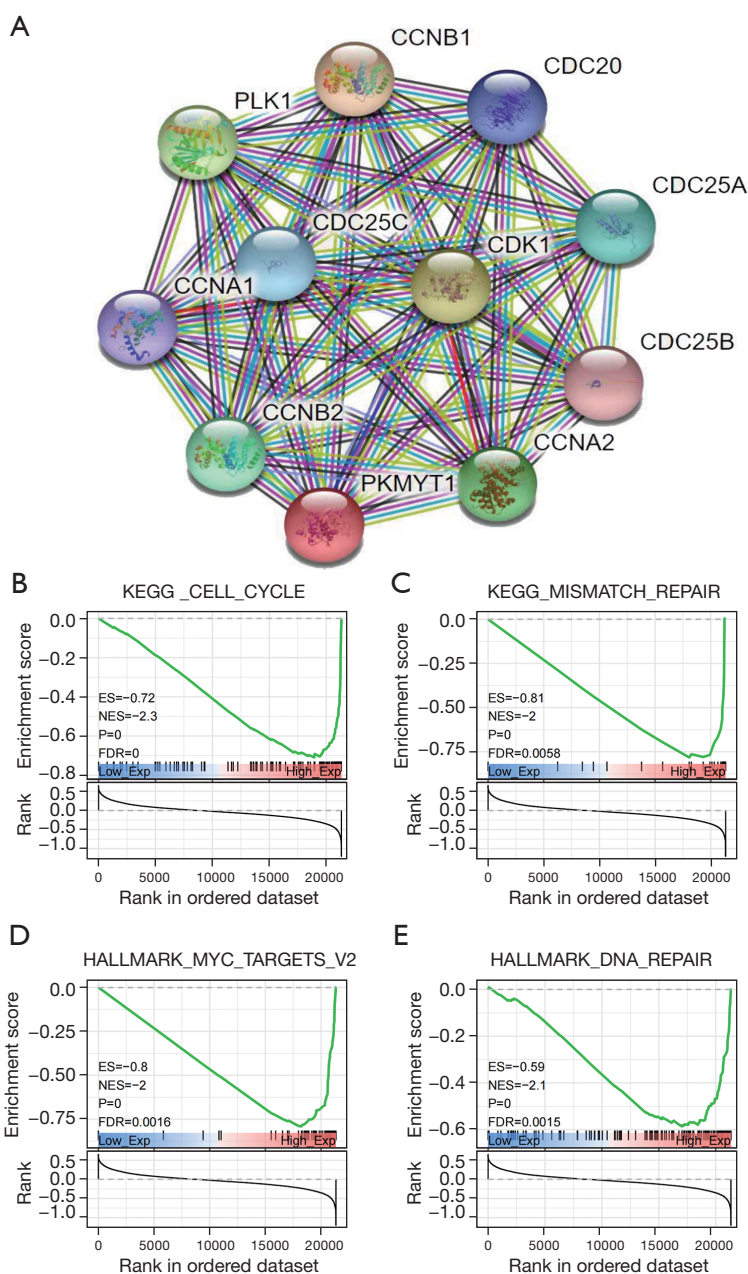 A
CCNB1
CDC20
PLK1
CDC25A
CDC25C
CDK1
CCNA1
CDC25B
CCNB2
CCNA2
PKMYT1
B
KEGG _CELL_CYCLE
Enrichment score
0.0
−0.2
−0.4
−0.6
−0.8
ES=−0.72
NES=−2.3
P=0
FDR=0
Low_Exp
High_Exp
Rank
0.5
0.0
−0.5
−1.0
0 5000 10000 15000 20000
Rank in ordered dataset
C
KEGG_MISMATCH_REPAIR
Enrichment score
0.0
−0.25
−0.50
−0.75
ES=−0.81
NES=−2
P=0
FDR=0.0058
Low_Exp
High_Exp
Rank
0.5
0.0
−0.5
−1.0
0 5000 10000 15000 20000
Rank in ordered dataset
D
HALLMARK_MYC_TARGETS_V2
Enrichment score
0.0
−0.25
−0.50
−0.75
ES=−0.8
NES=−2
P=0
FDR=0.0016
Low_Exp
High_Exp
Rank
0.5
0.0
−0.5
−1.0
0 5000 10000 15000 20000
Rank in ordered dataset
E
HALLMARK_DNA_REPAIR
Enrichment score
0.0
−0.2
−0.4
−0.6
ES=−0.59
NES=−2.1
P=0
FDR=0.0015
Low_Exp
High_Exp
Rank
0.5
0.0
−0.5
−1.0
0 5000 10000 15000 20000
Rank in ordered dataset